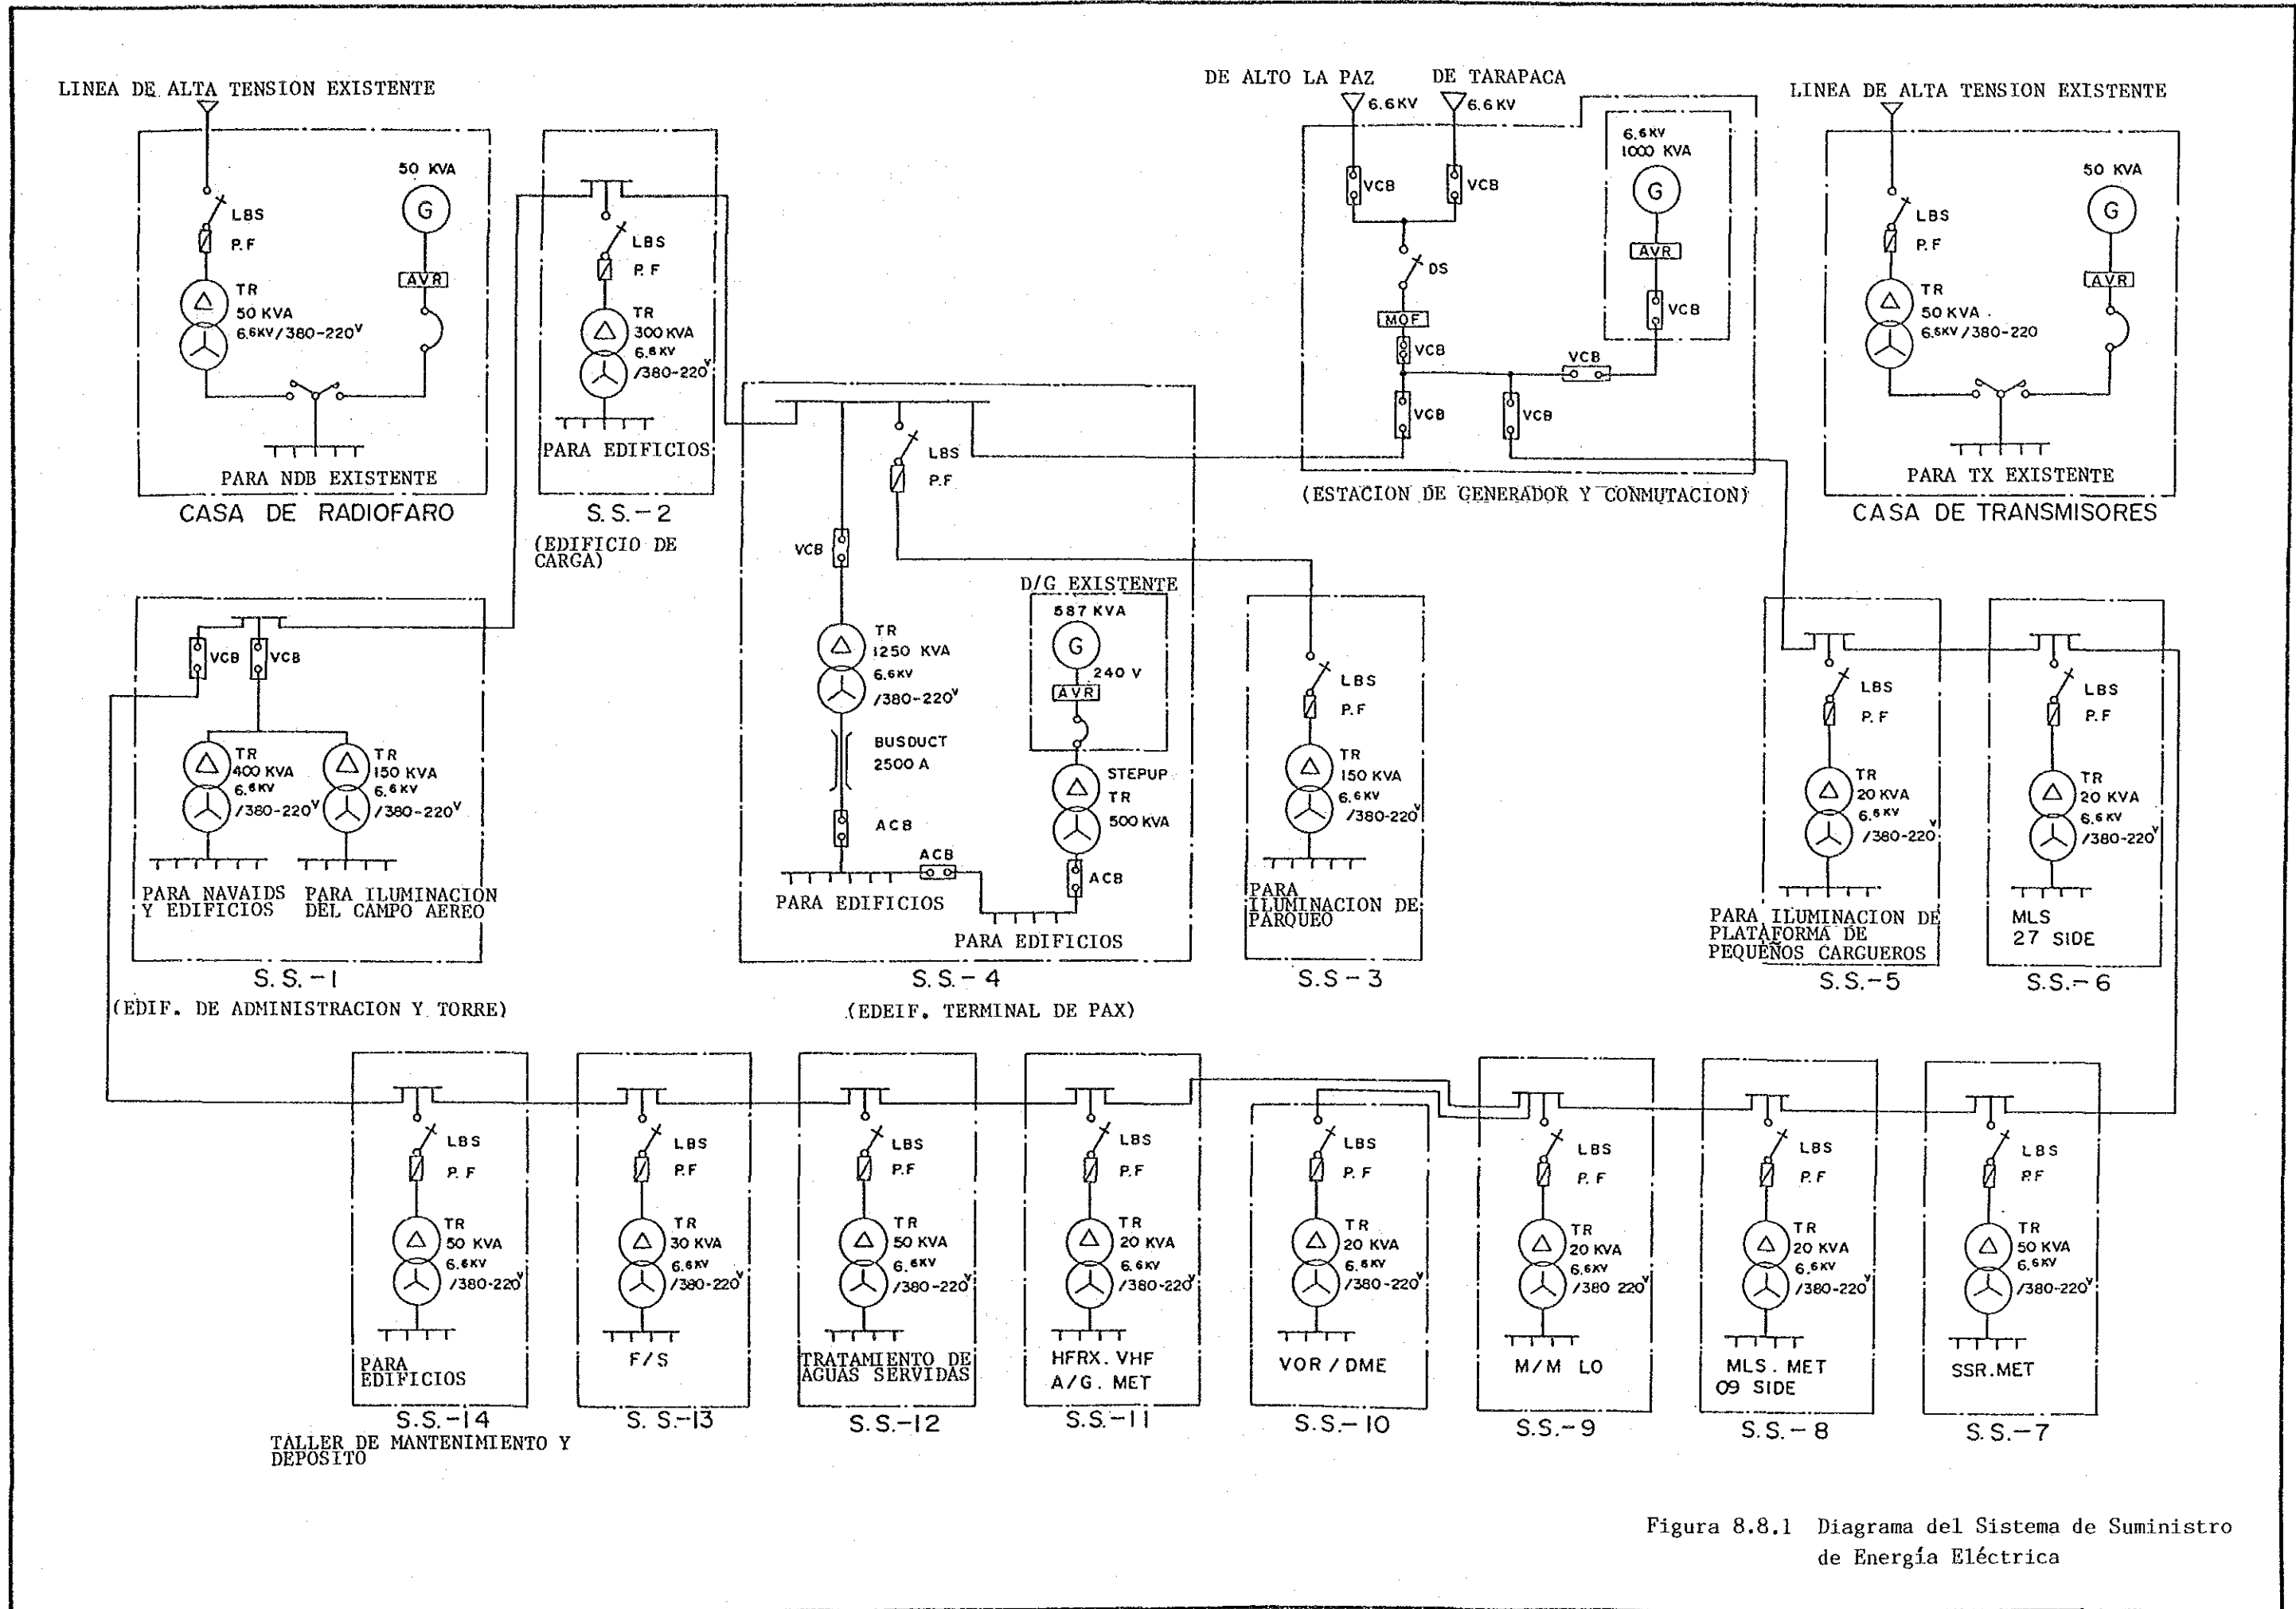 LINEA DE ALTA TENSION EXISTENTE
50 KVA
G
LBS
P.F
AVR
TR
50 KVA
6.6KV/380-220V
PARA NDB EXISTENTE
CASA DE RADIOFARO
LBS
P.F
TR
300 KVA
6.6 KV
/380-220V
PARA EDIFICIOS
S.S.-2
(EDIFICIO DE
CARGA)
DE ALTO LA PAZ
DE TARAPACA
6.6KV
6.6 KV
VCB
VCB
DS
MOF
VCB
VCB
VCB
VCB
6.6KV
1000 KVA
G
AVR
VCB
(ESTACION DE GENERADOR Y CONMUTACION)
LINEA DE ALTA TENSION EXISTENTE
50 KVA
G
LBS
P.F
AVR
TR
50 KVA
6.6KV/380-220
PARA TX EXISTENTE
CASA DE TRANSMISORES
VCB
VCB
TR
400 KVA
6.6KV
/380-220V
TR
150 KVA
6.6KV
/380-220V
PARA NAVAIDS
Y EDIFICIOS
PARA ILUMINACION
DEL CAMPO AEREO
S.S.-1
(EDIF. DE ADMINISTRACION Y TORRE)
LBS
P.F
VCB
TR
1250 KVA
6.6KV
/380-220V
BUSDUCT
2500 A
ACB
ACB
PARA EDIFICIOS
D/G EXISTENTE
587 KVA
G
240 V
AVR
STEPUP
TR
500 KVA
ACB
PARA EDIFICIOS
S.S-4
(EDEIF. TERMINAL DE PAX)
LBS
P.F
TR
150 KVA
6.6KV
/380-220V
PARA
ILUMINACION DE
PARQUEO
S.S-3
LBS
P.F
TR
20 KVA
6.6KV
/380-220V
PARA ILUMINACION DE
PLATAFORMA DE
PEQUEÑOS CARGUEROS
S.S.-5
LBS
P.F
TR
20 KVA
6.6KV
/380-220V
MLS
27 SIDE
S.S.-6
LBS
P.F
TR
50 KVA
6.6KV
/380-220V
PARA
EDIFICIOS
S.S.-14
TALLER DE MANTENIMIENTO Y
DEPOSITO
LBS
P.F
TR
30 KVA
6.6KV
/380-220V
F/S
S.S.-13
LBS
P.F
TR
50 KVA
6.6KV
/380-220V
TRATAMIENTO DE
AGUAS SERVIDAS
S.S.-12
LBS
P.F
TR
20 KVA
6.6KV
/380-220V
HFRX. VHF
A/G. MET
S.S.-11
LBS
P.F
TR
20 KVA
6.6KV
/380-220V
VOR/DME
S.S.-10
LBS
P.F
TR
20 KVA
6.6KV
/380 220V
M/M LO
S.S.-9
LBS
P.F
TR
20 KVA
6.6KV
/380-220V
MLS. MET
09 SIDE
S.S.-8
LBS
P.F
TR
50 KVA
6.6KV
/380-220V
SSR.MET
S.S.-7
Figura 8.8.1 Diagrama del Sistema de Suministro
de Energía Eléctrica